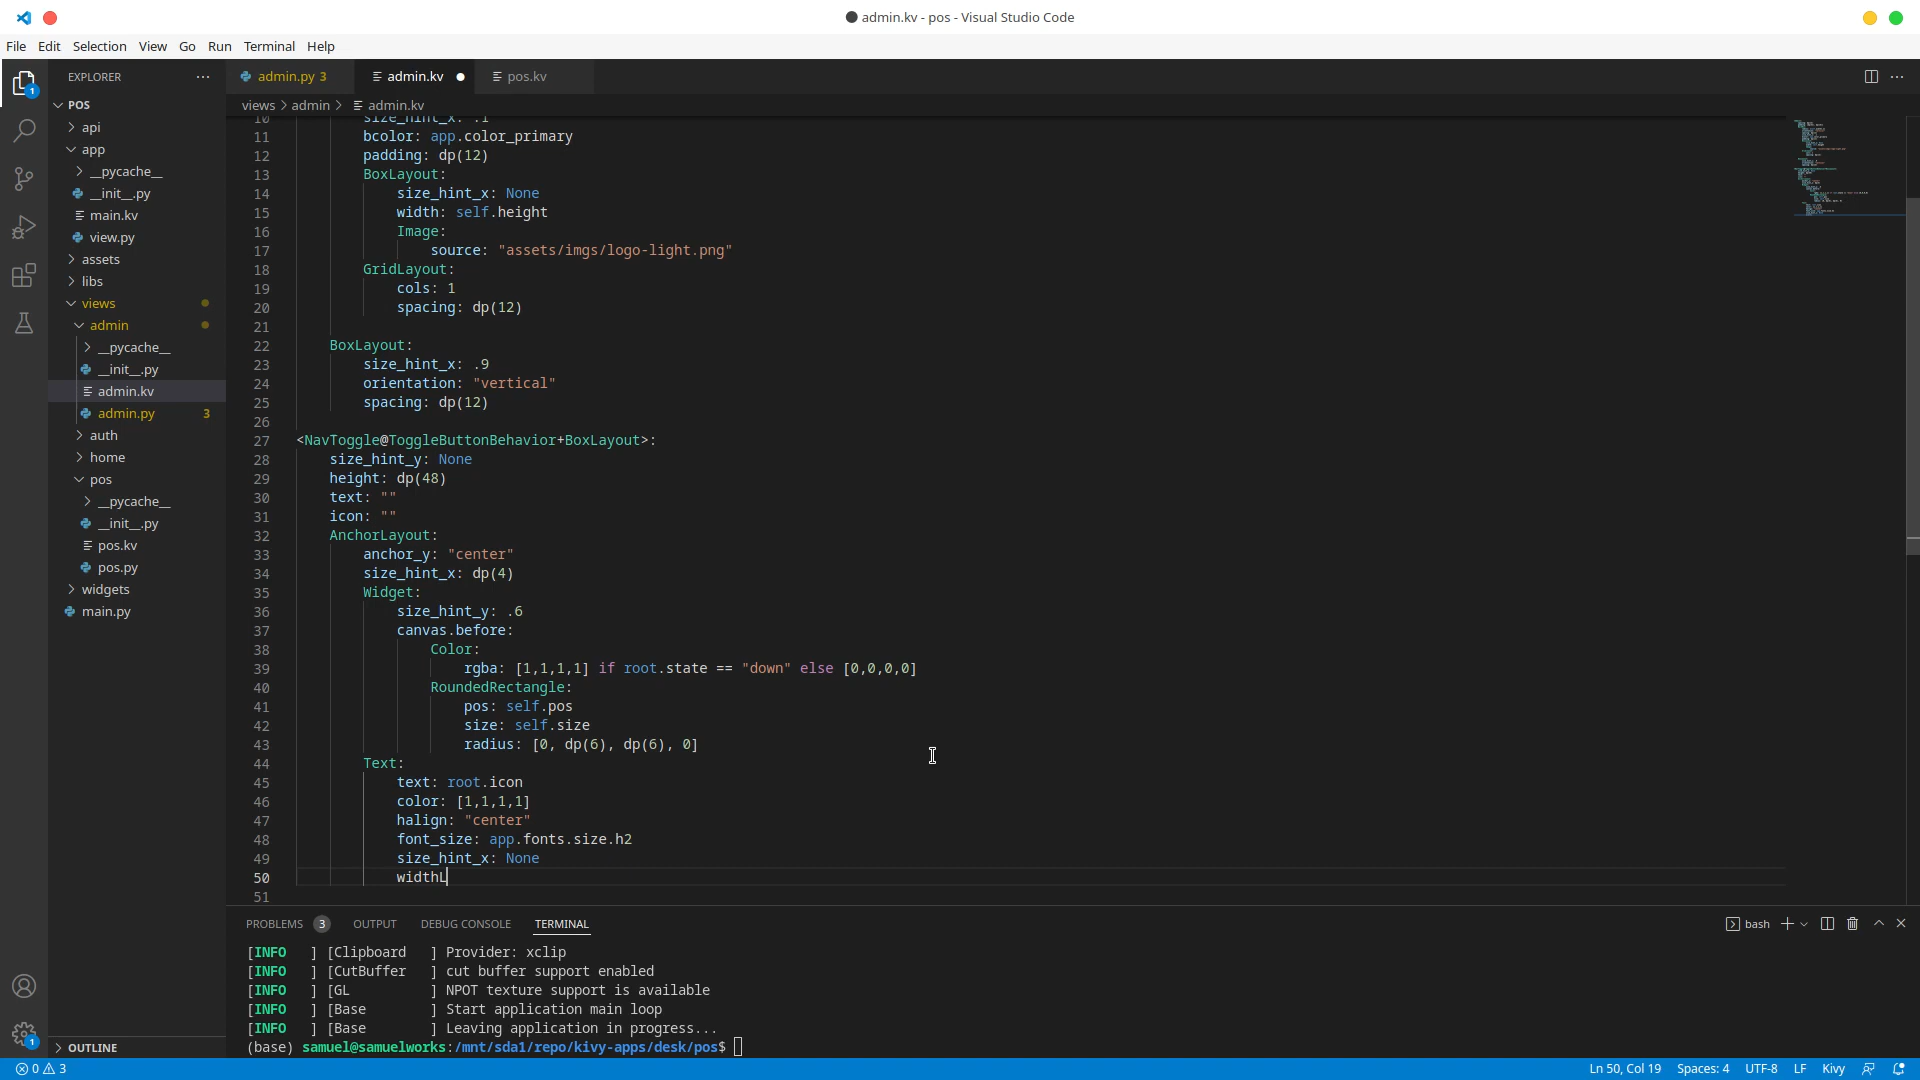 admin.kv - pos - Visual Studio Code
File Edit Selection View Go Run Terminal Help
EXPLORER
POS
api
app
__pycache__
__init__.py
main.kv
view.py
assets
libs
views
admin
__pycache__
__init__.py
admin.kv
admin.py 3
auth
home
pos
__pycache__
__init__.py
pos.kv
pos.py
widgets
main.py
OUTLINE
admin.py 3 admin.kv pos.kv
views > admin > admin.kv
10 size_hint_x: .1
11 bcolor: app.color_primary
12 padding: dp(12)
13 BoxLayout:
14 size_hint_x: None
15 width: self.height
16 Image:
17 source: "assets/imgs/logo-light.png"
18 GridLayout:
19 cols: 1
20 spacing: dp(12)
21
22 BoxLayout:
23 size_hint_x: .9
24 orientation: "vertical"
25 spacing: dp(12)
26
27 <NavToggle@ToggleButtonBehavior+BoxLayout>:
28 size_hint_y: None
29 height: dp(48)
30 text: ""
31 icon: ""
32 AnchorLayout:
33 anchor_y: "center"
34 size_hint_x: dp(4)
35 Widget:
36 size_hint_y: .6
37 canvas.before:
38 Color:
39 rgba: [1,1,1,1] if root.state == "down" else [0,0,0,0]
40 RoundedRectangle:
41 pos: self.pos
42 size: self.size
43 radius: [0, dp(6), dp(6), 0]
44 Text:
45 text: root.icon
46 color: [1,1,1,1]
47 halign: "center"
48 font_size: app.fonts.size.h2
49 size_hint_x: None
50 widthL
51
PROBLEMS 3 OUTPUT DEBUG CONSOLE TERMINAL
bash
[INFO ] [Clipboard ] Provider: xclip
[INFO ] [CutBuffer ] cut buffer support enabled
[INFO ] [GL ] NPOT texture support is available
[INFO ] [Base ] Start application main loop
[INFO ] [Base ] Leaving application in progress...
(base) samuel@samuelworks:/mnt/sda1/repo/kivy-apps/desk/pos$
0 3 Ln 50, Col 19 Spaces: 4 UTF-8 LF Kivy